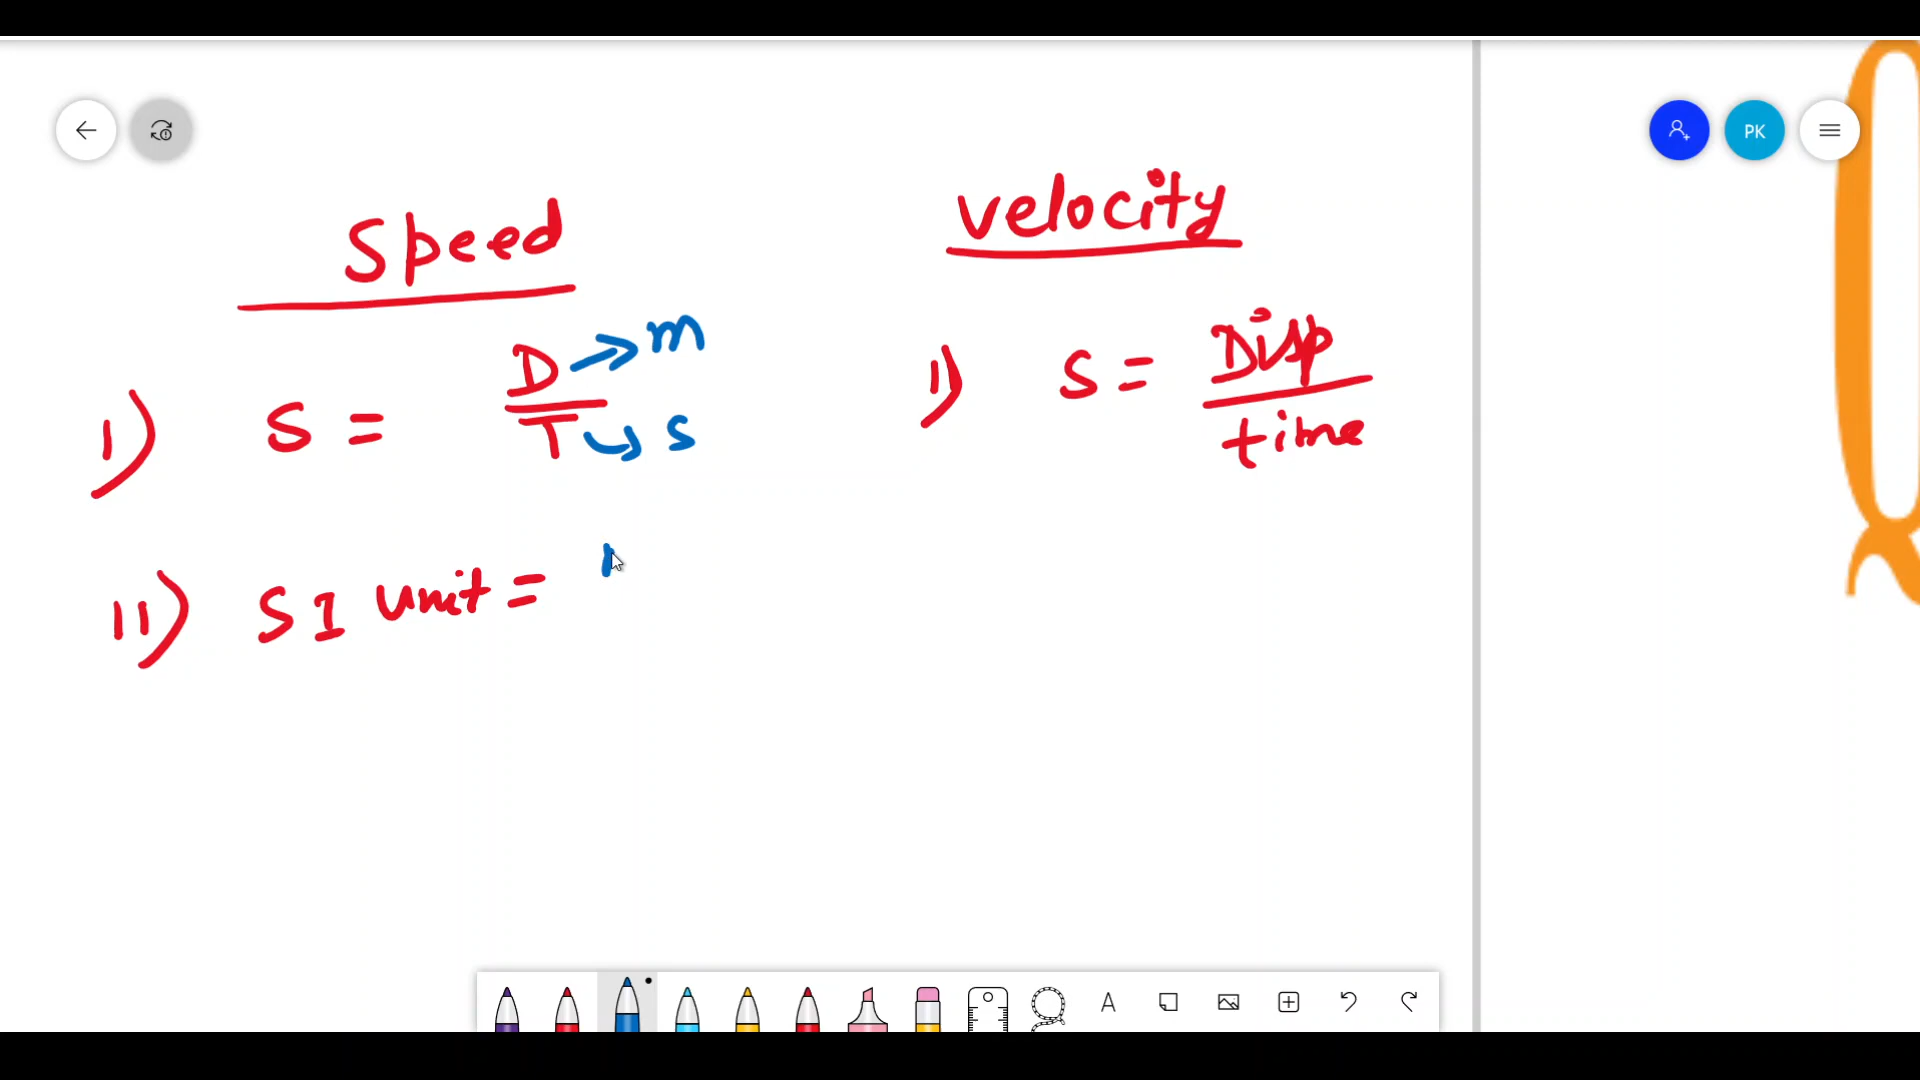 PK
Speed
velocity
I) S = D/T → m → s
I) S = Disp/time
II) SI unit =
A